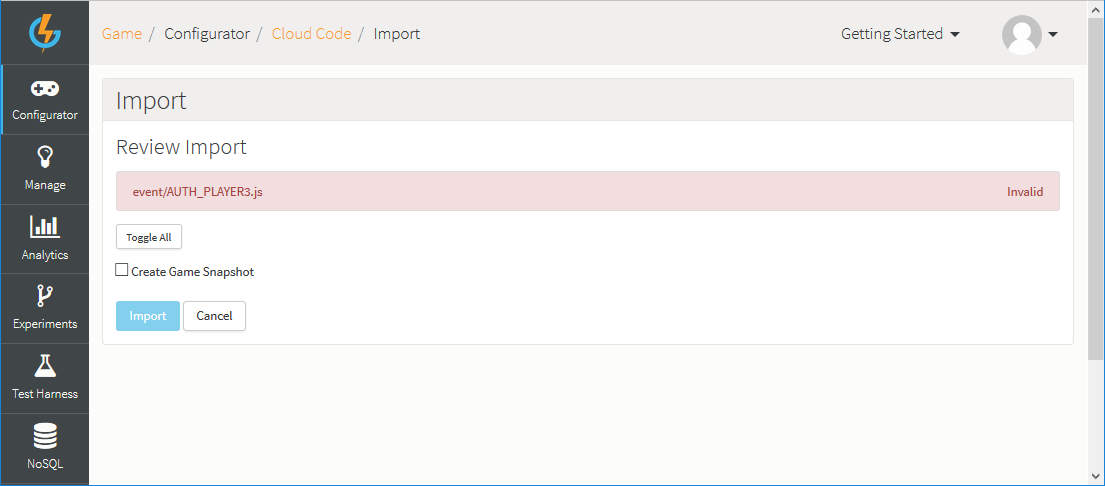 Game / Configurator / Cloud Code / Import
Getting Started
Configurator
Manage
Analytics
Experiments
Test Harness
NoSQL
Import
Review Import
event/AUTH_PLAYER3.js Invalid
Toggle All
Create Game Snapshot
Import Cancel